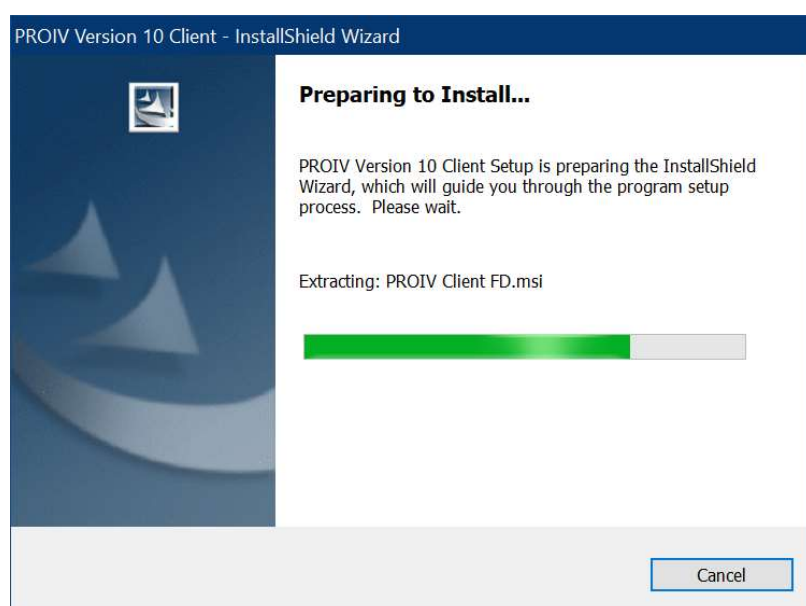 PROIV Version 10 Client - InstallShield Wizard
Preparing to Install...
PROIV Version 10 Client Setup is preparing the InstallShield
Wizard, which will guide you through the program setup
process. Please wait.
Extracting: PROIV Client FD.msi
Cancel